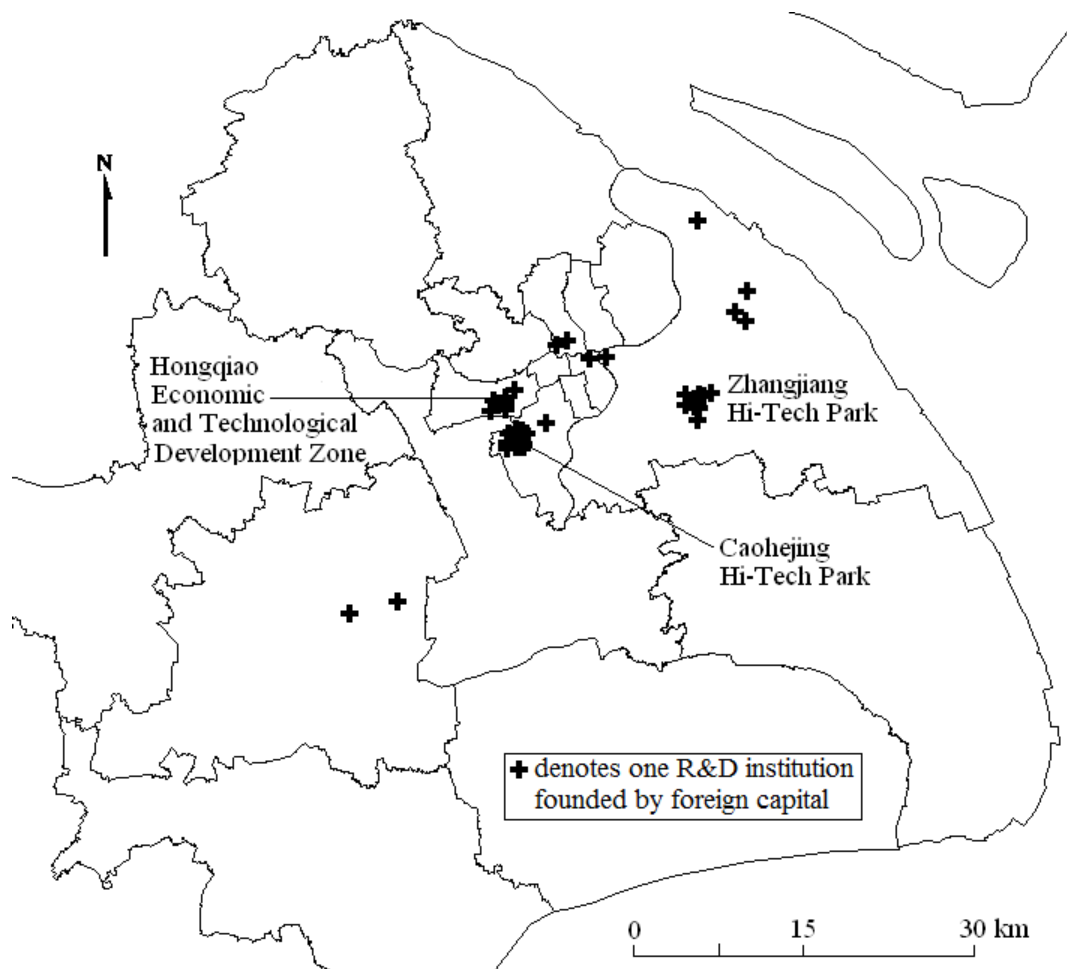 N
Hongqiao
Economic
and Technological
Development Zone
Zhangjiang
Hi-Tech Park
Caohejing
Hi-Tech Park
denotes one R&D institution
founded by foreign capital
0 15 30 km